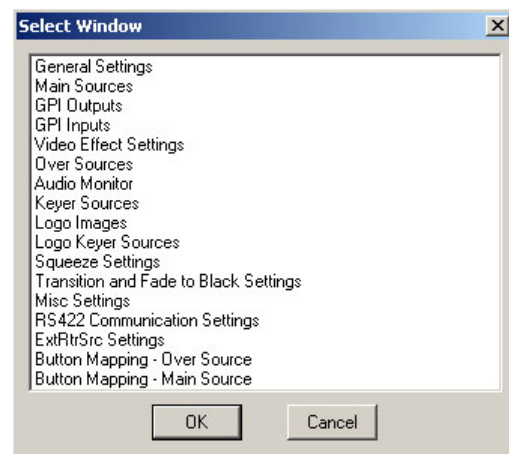 Select Window
General Settings
Main Sources
GPI Outputs
GPI Inputs
Video Effect Settings
Over Sources
Audio Monitor
Keyer Sources
Logo Images
Logo Keyer Sources
Squeeze Settings
Transition and Fade to Black Settings
Misc Settings
RS422 Communication Settings
ExtRtrSrc Settings
Button Mapping - Over Source
Button Mapping - Main Source
OK Cancel